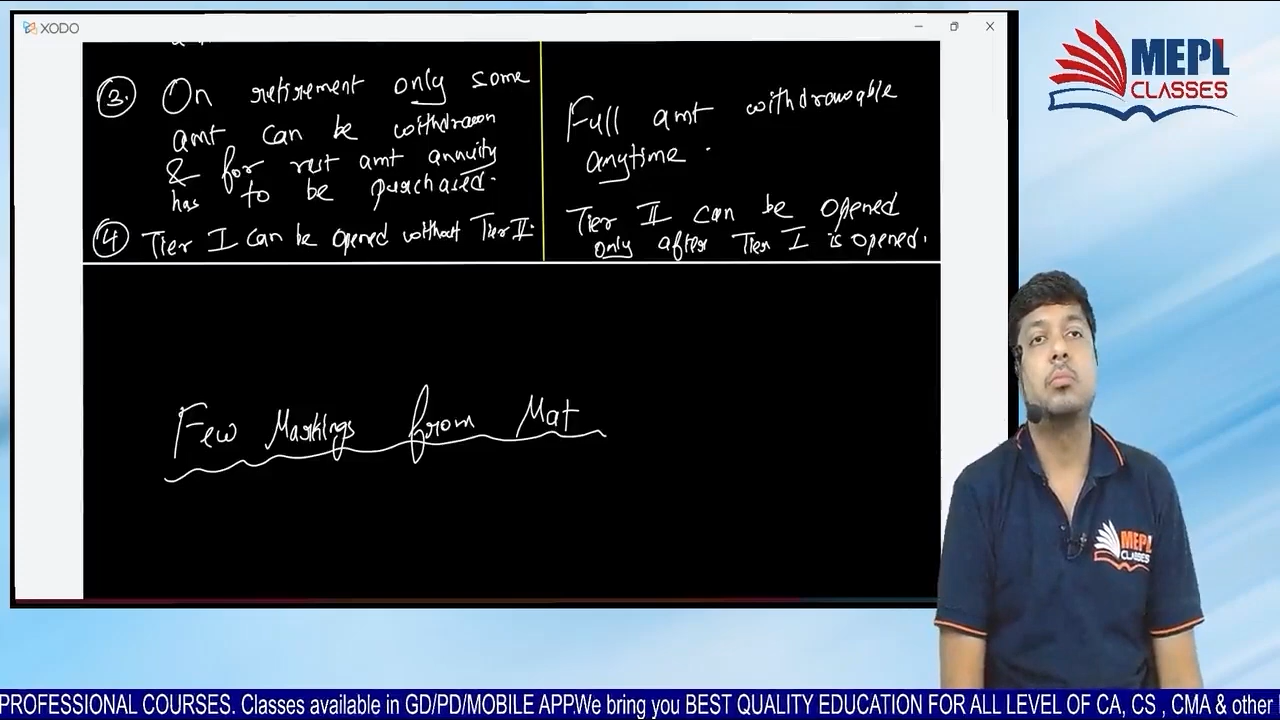 XODO
MEPL
CLASSES
3. On retirement only some
amt can be withdrawn
& for rest amt annuity
has to be purchased.
Full amt withdrawable
anytime.
4 Tier I can be opened without Tier II.
Tier II can be opened
only after Tier I is opened.
Few Markings from Mat
MEPL
CLASSES
PROFESSIONAL COURSES. Classes available in GD/PD/MOBILE APPWe bring you BEST QUALITY EDUCATION FOR ALL LEVEL OF CA, CS , CMA & other